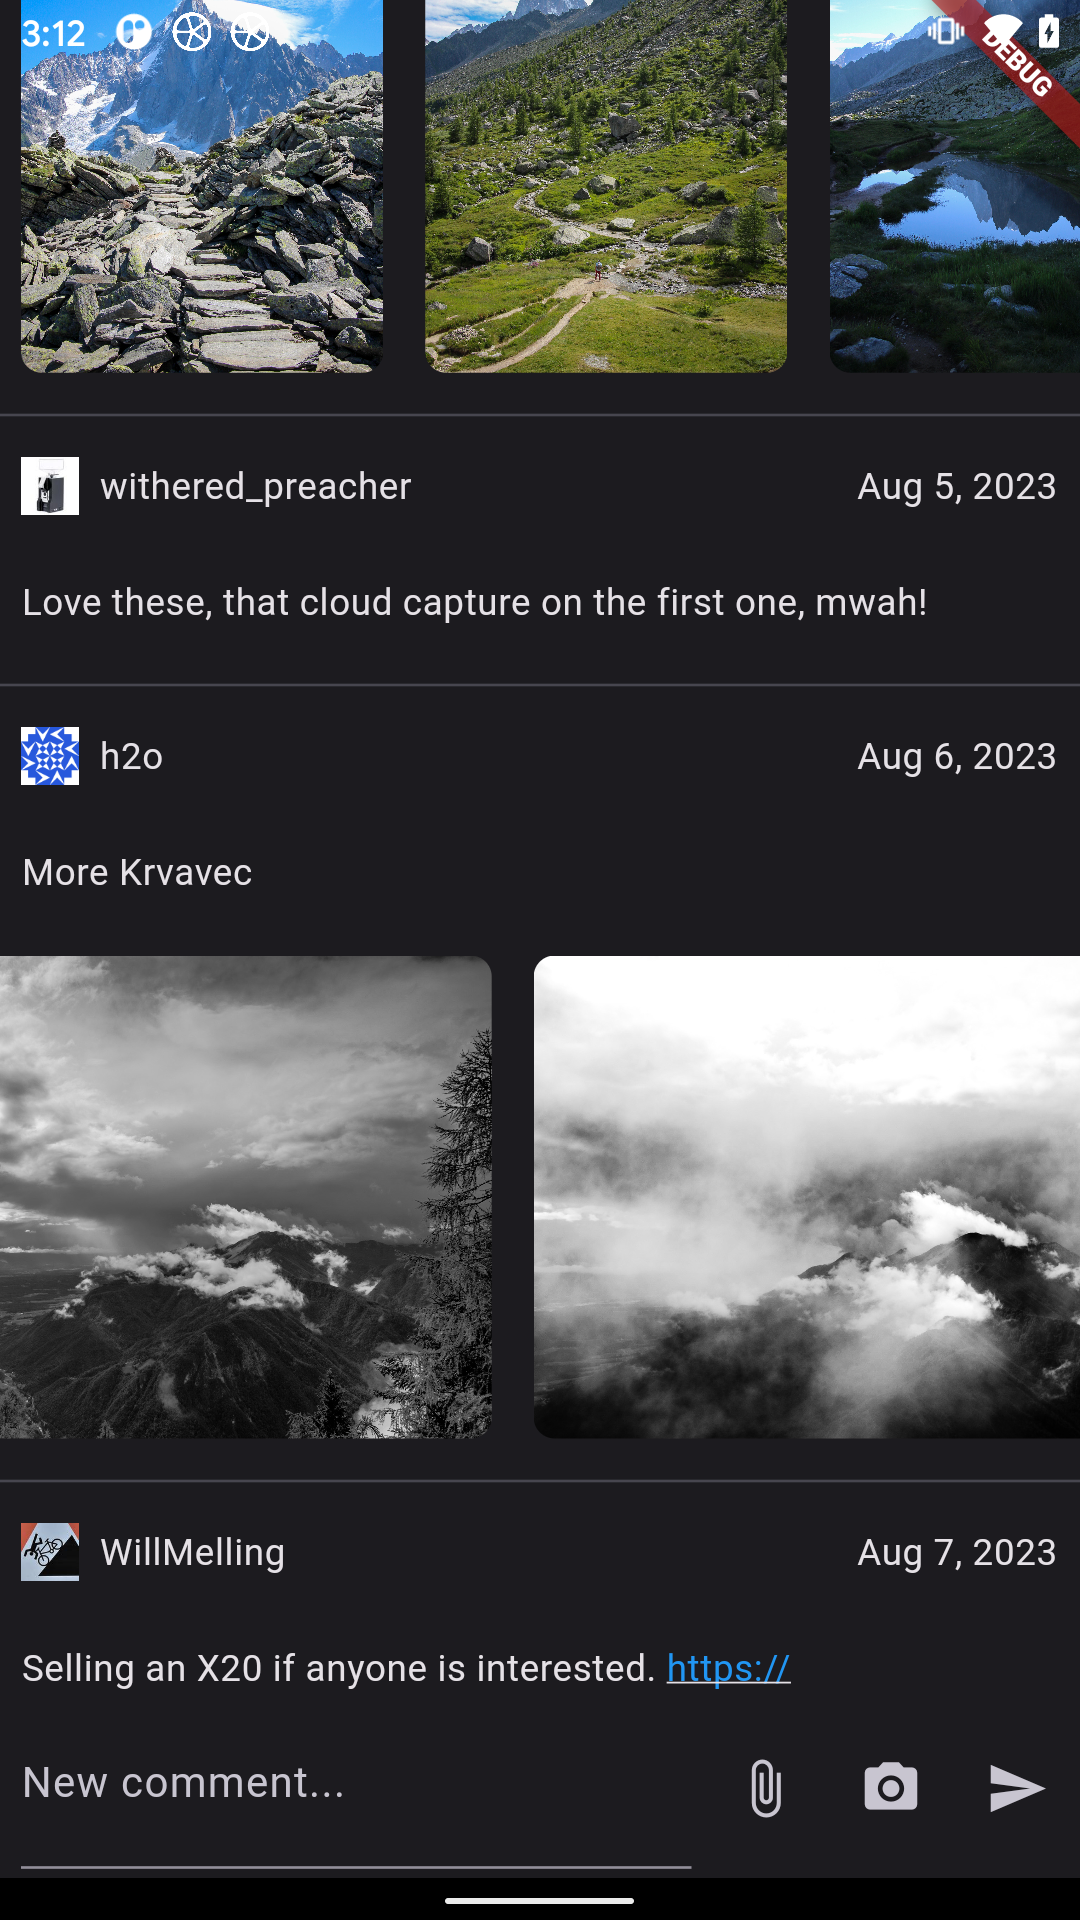 3:12
DEBUG
withered_preacher Aug 5, 2023
Love these, that cloud capture on the first one, mwah!
h2o Aug 6, 2023
More Krvavec
WillMelling Aug 7, 2023
Selling an X20 if anyone is interested. https://
New comment...